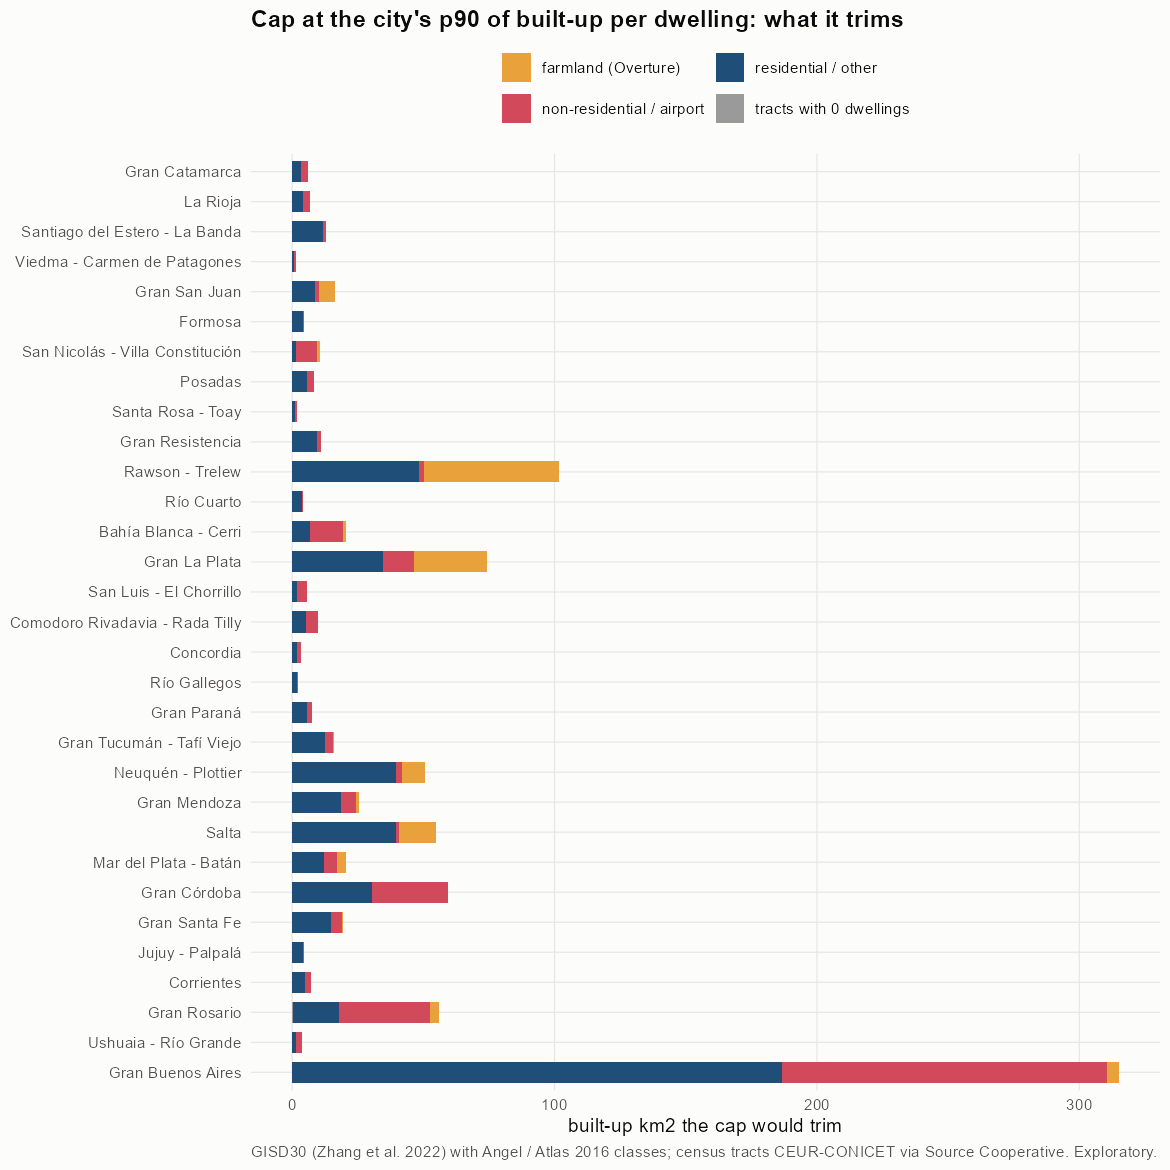 Cap at the city's p90 of built-up per dwelling: what it trims
farmland (Overture)
residential / other
non-residential / airport
tracts with 0 dwellings
Gran Catamarca
La Rioja
Santiago del Estero - La Banda
Viedma - Carmen de Patagones
Gran San Juan
Formosa
San Nicolás - Villa Constitución
Posadas
Santa Rosa - Toay
Gran Resistencia
Rawson - Trelew
Río Cuarto
Bahía Blanca - Cerri
Gran La Plata
San Luis - El Chorrillo
Comodoro Rivadavia - Rada Tilly
Concordia
Río Gallegos
Gran Paraná
Gran Tucumán - Tafí Viejo
Neuquén - Plottier
Gran Mendoza
Salta
Mar del Plata - Batán
Gran Córdoba
Gran Santa Fe
Jujuy - Palpalá
Corrientes
Gran Rosario
Ushuaia - Río Grande
Gran Buenos Aires
0 100 200 300
built-up km2 the cap would trim
GISD30 (Zhang et al. 2022) with Angel / Atlas 2016 classes; census tracts CEUR-CONICET via Source Cooperative. Exploratory.